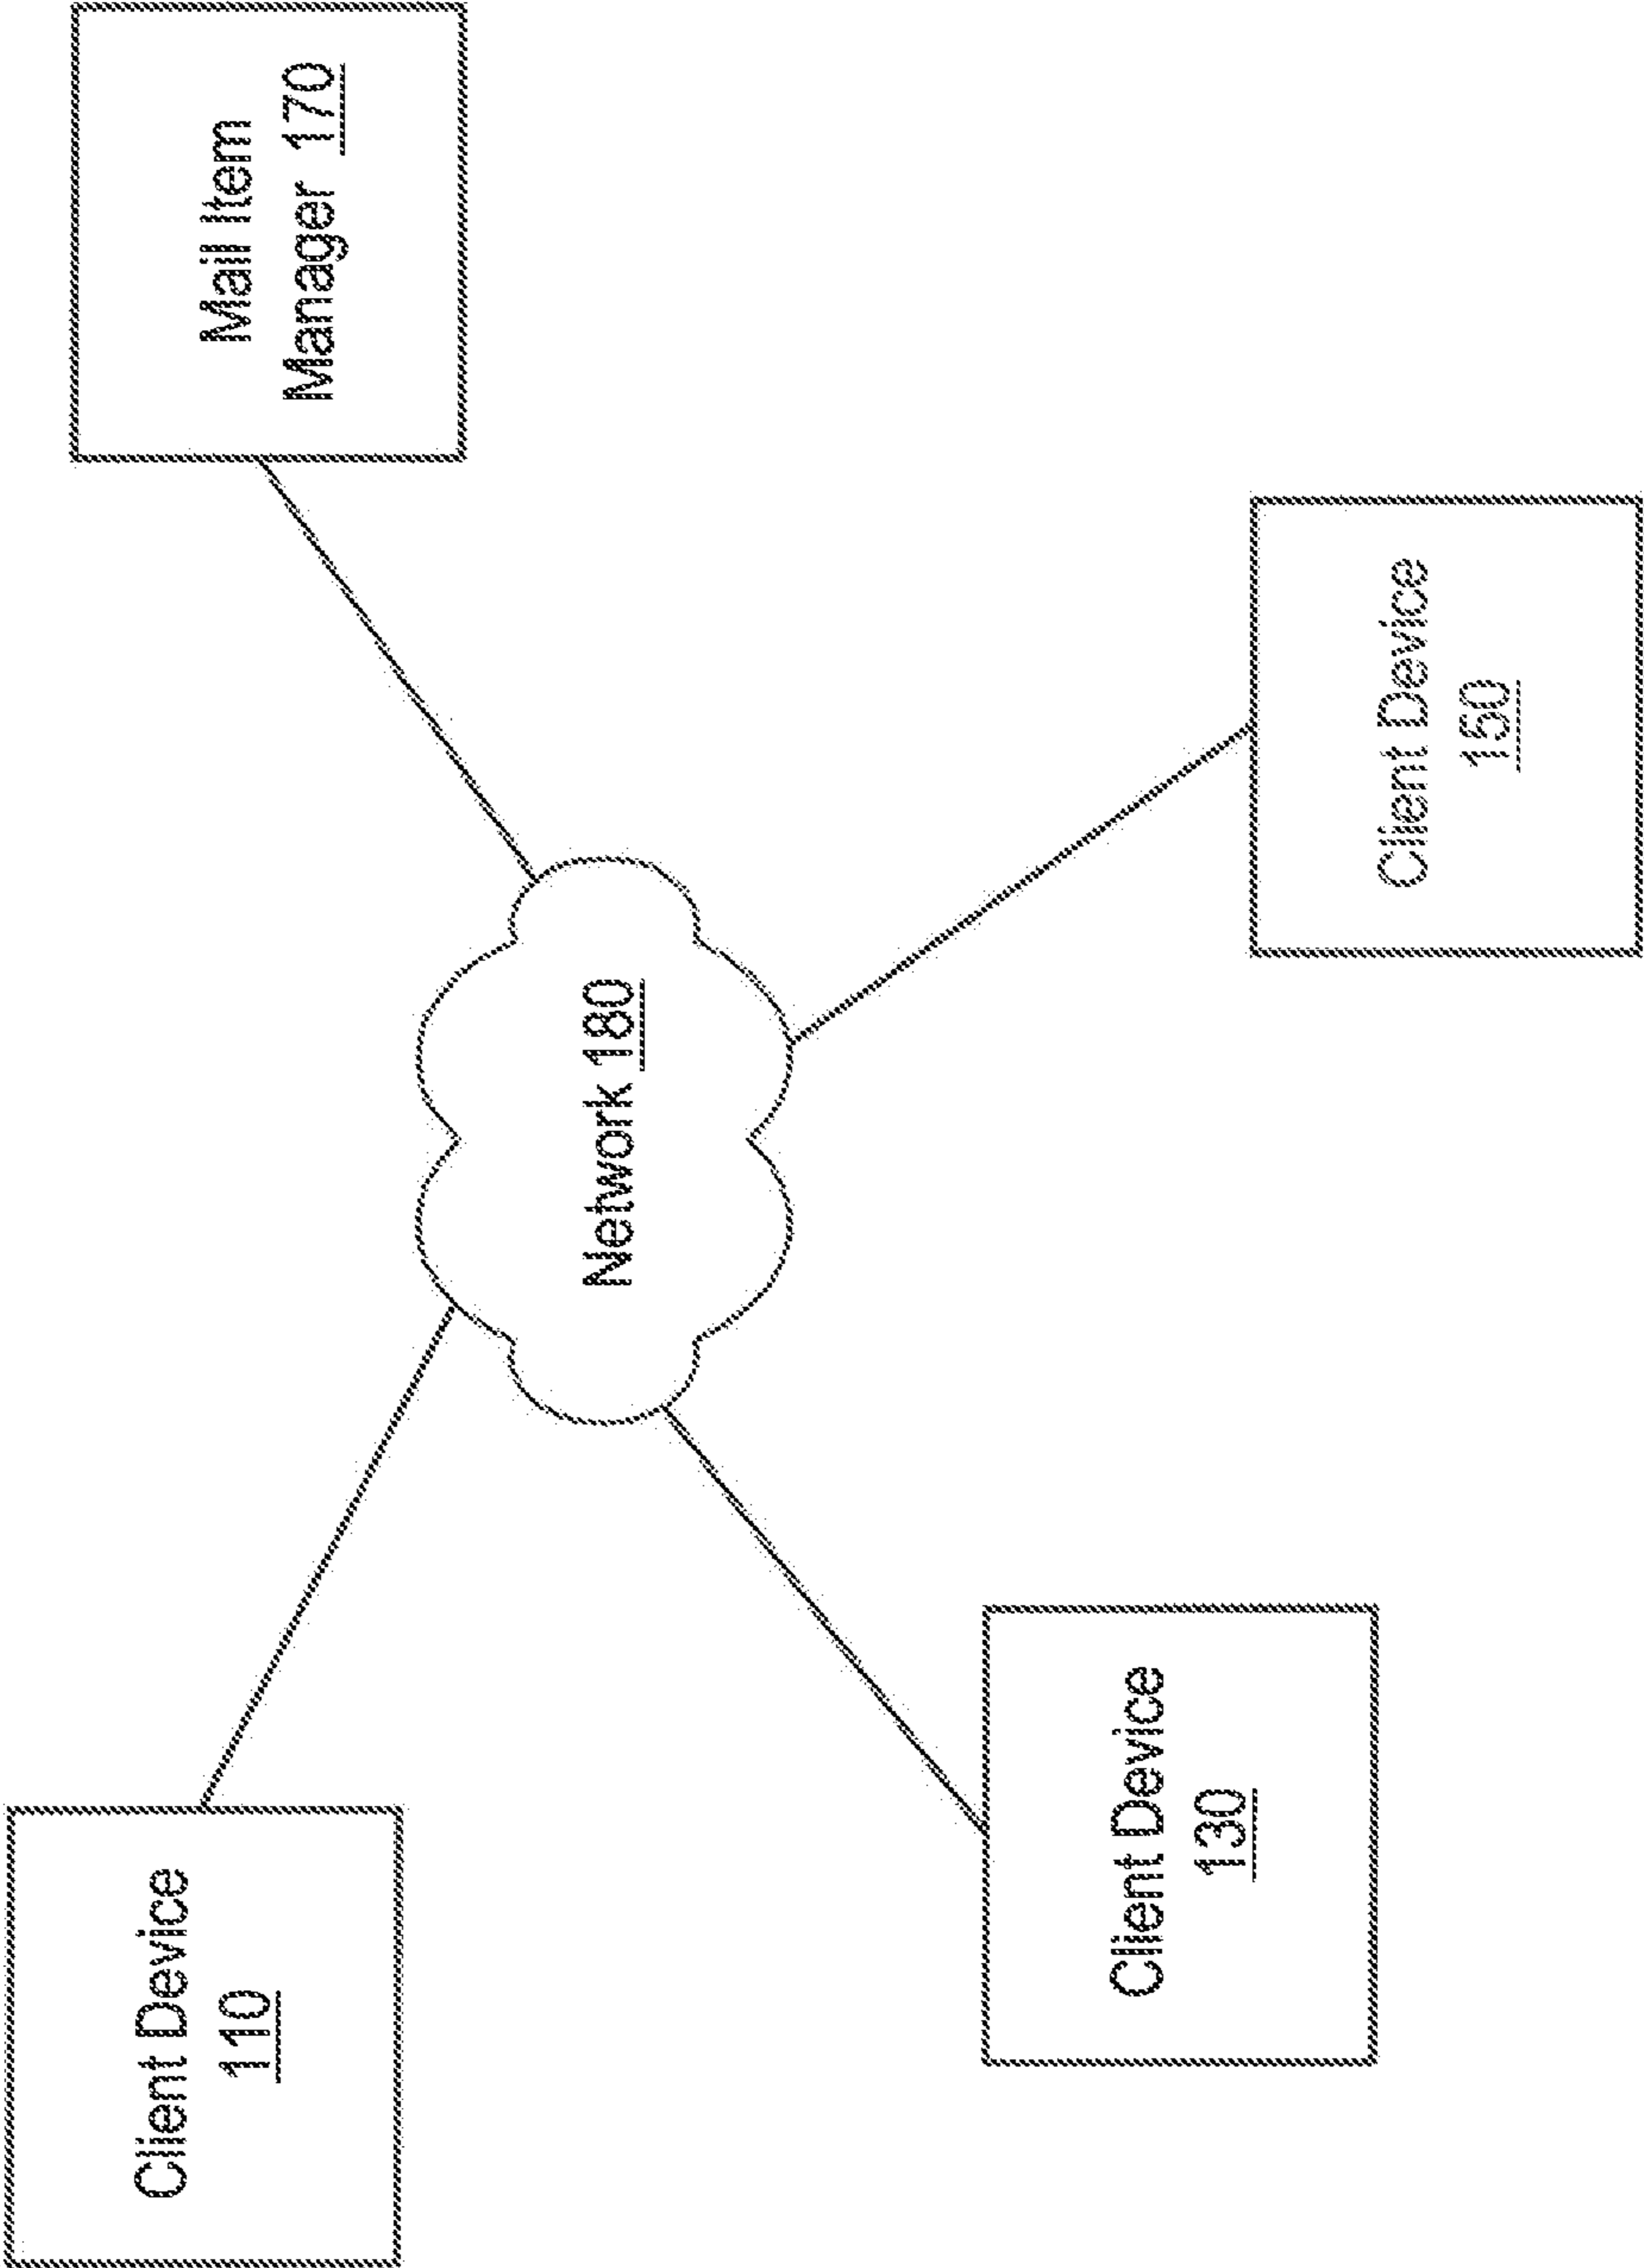 Client Device
110
Mail Item
Manager 170
Network 180
Client Device
130
Client Device
150